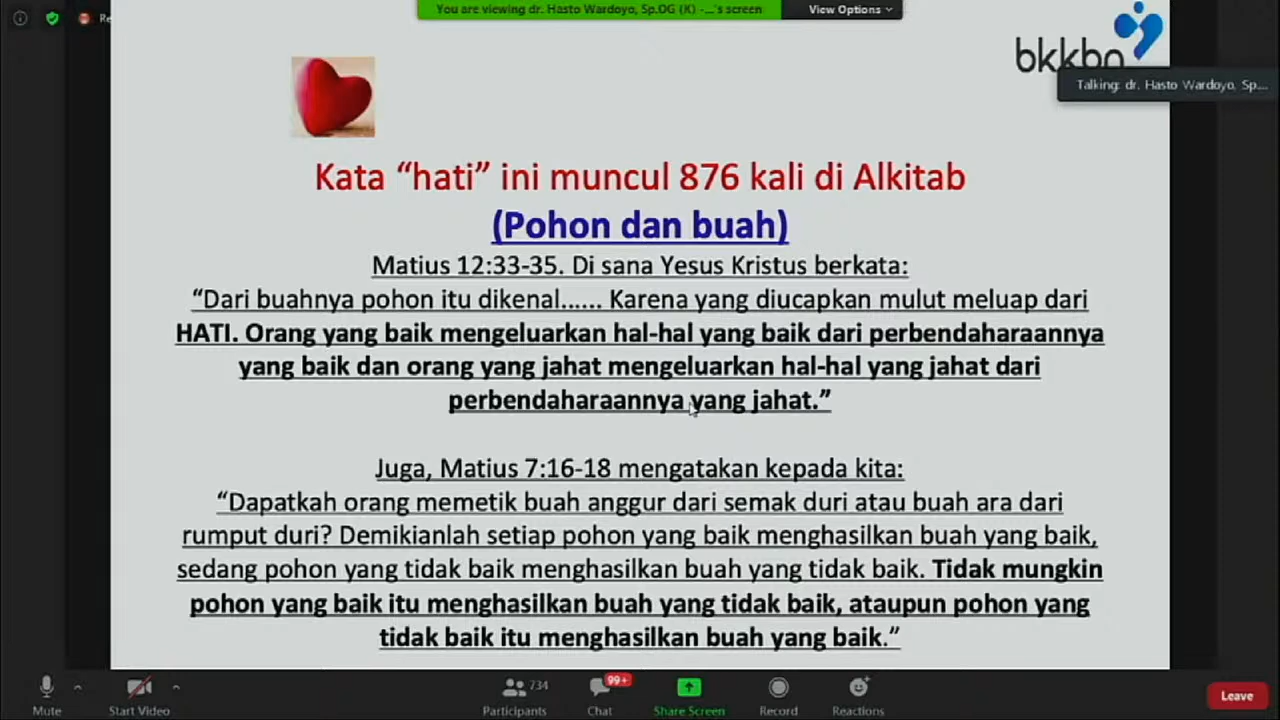 You are viewing dr. Hasto Wardoyo, Sp.OG (K) -...'s screen
View Options
Re
bkkbn
Talking: dr. Hasto Wardoyo, Sp....
Kata “hati” ini muncul 876 kali di Alkitab
(Pohon dan buah)
Matius 12:33-35. Di sana Yesus Kristus berkata:
“Dari buahnya pohon itu dikenal...... Karena yang diucapkan mulut meluap dari
HATI. Orang yang baik mengeluarkan hal-hal yang baik dari perbendaharaannya
yang baik dan orang yang jahat mengeluarkan hal-hal yang jahat dari
perbendaharaannya yang jahat.”
Juga, Matius 7:16-18 mengatakan kepada kita:
“Dapatkah orang memetik buah anggur dari semak duri atau buah ara dari
rumput duri? Demikianlah setiap pohon yang baik menghasilkan buah yang baik,
sedang pohon yang tidak baik menghasilkan buah yang tidak baik. Tidak mungkin
pohon yang baik itu menghasilkan buah yang tidak baik, ataupun pohon yang
tidak baik itu menghasilkan buah yang baik.”
734
99+
Mute
Start Video
Participants
Chat
Share Screen
Record
Reactions
Leave